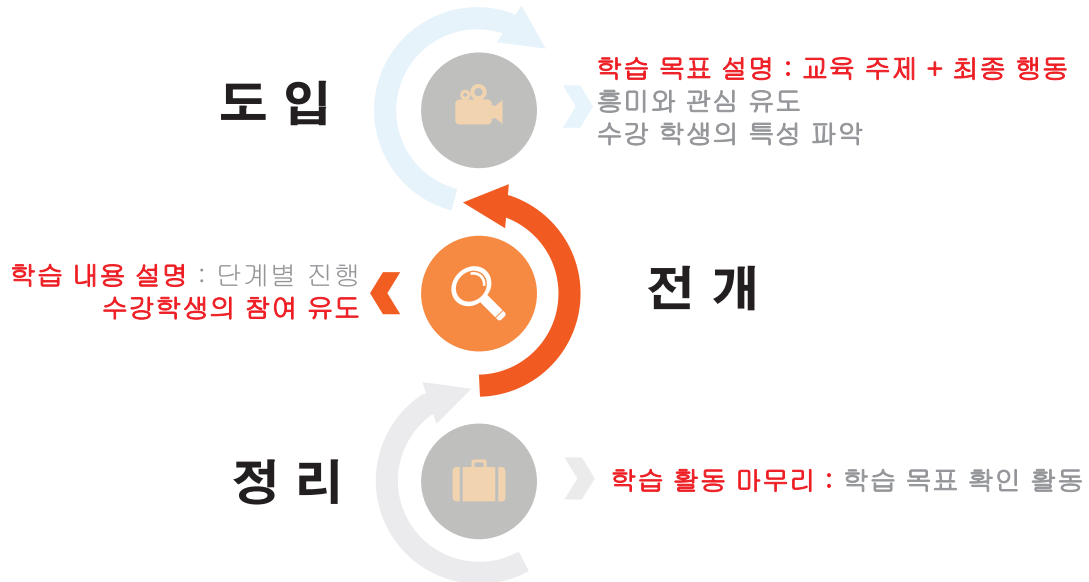 도 입
학습 목표 설명 : 교육 주제 + 최종 행동
흥미와 관심 유도
수강 학생의 특성 파악
학습 내용 설명 : 단계별 진행
수강학생의 참여 유도
전 개
정 리
학습 활동 마무리 : 학습 목표 확인 활동